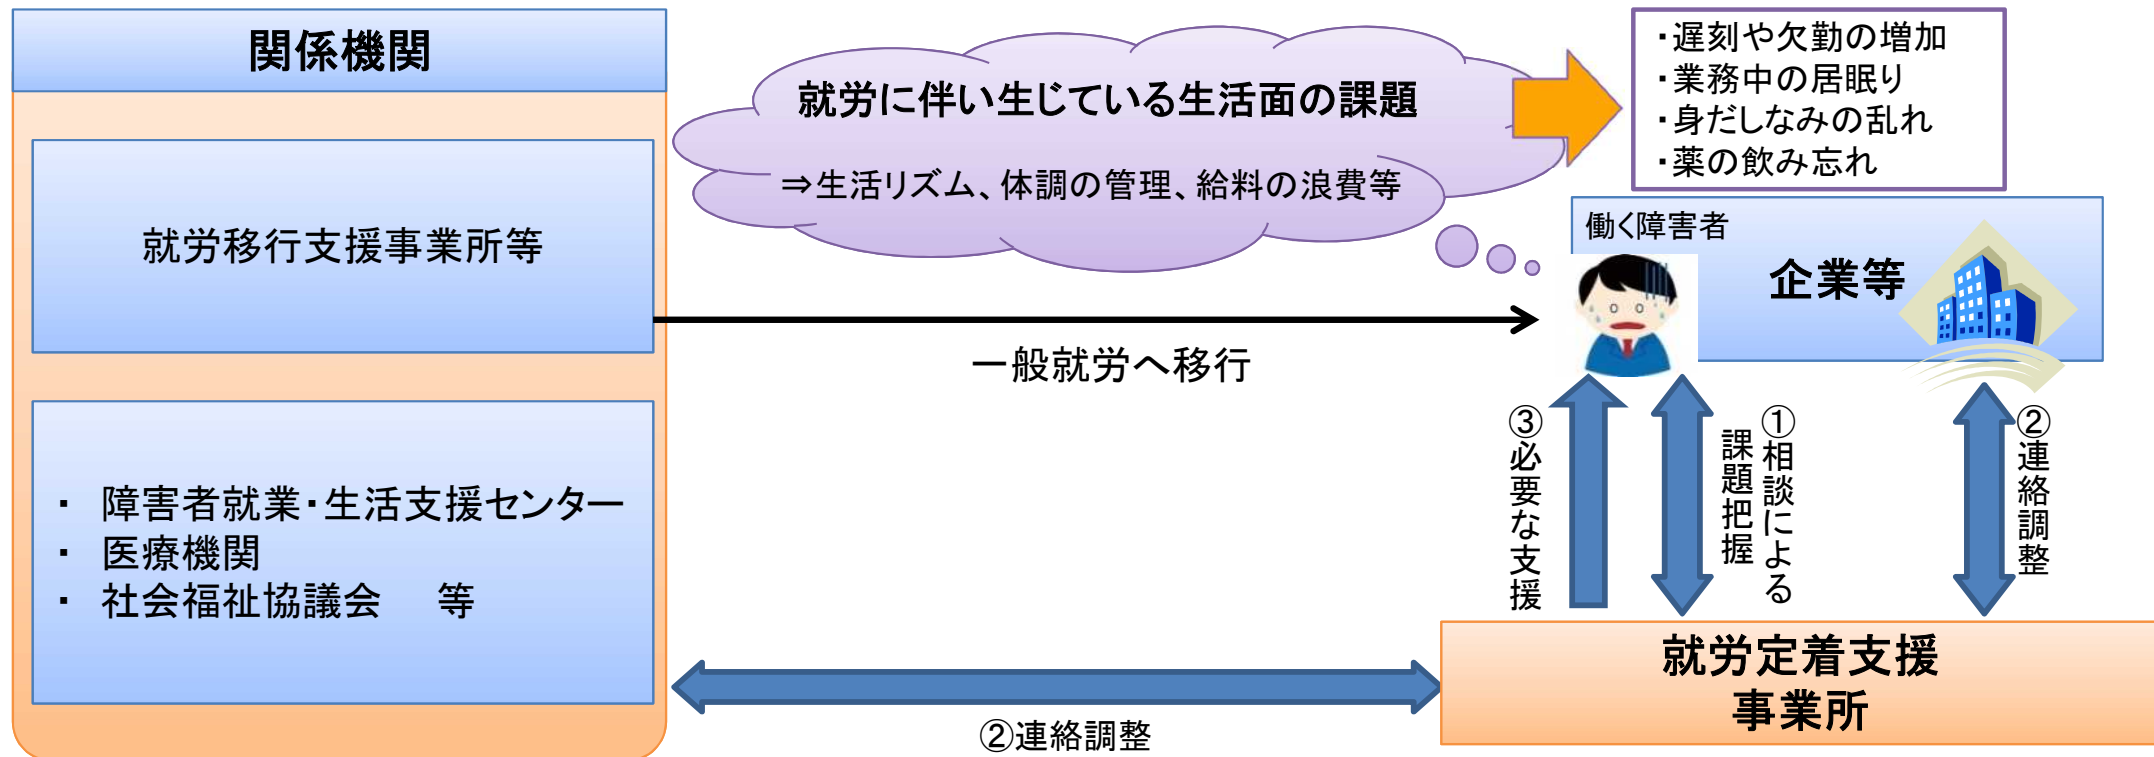 関係機関
就労移行支援事業所等
・ 障害者就業・生活支援センター
・ 医療機関
・ 社会福祉協議会 等
就労に伴い生じている生活面の課題
⇒生活リズム、体調の管理、給料の浪費等
・遅刻や欠勤の増加
・業務中の居眠り
・身だしなみの乱れ
・薬の飲み忘れ
働く障害者
企業等
一般就労へ移行
③必要な支援
①相談による
課題把握
②連絡調整
就労定着支援
事業所
②連絡調整